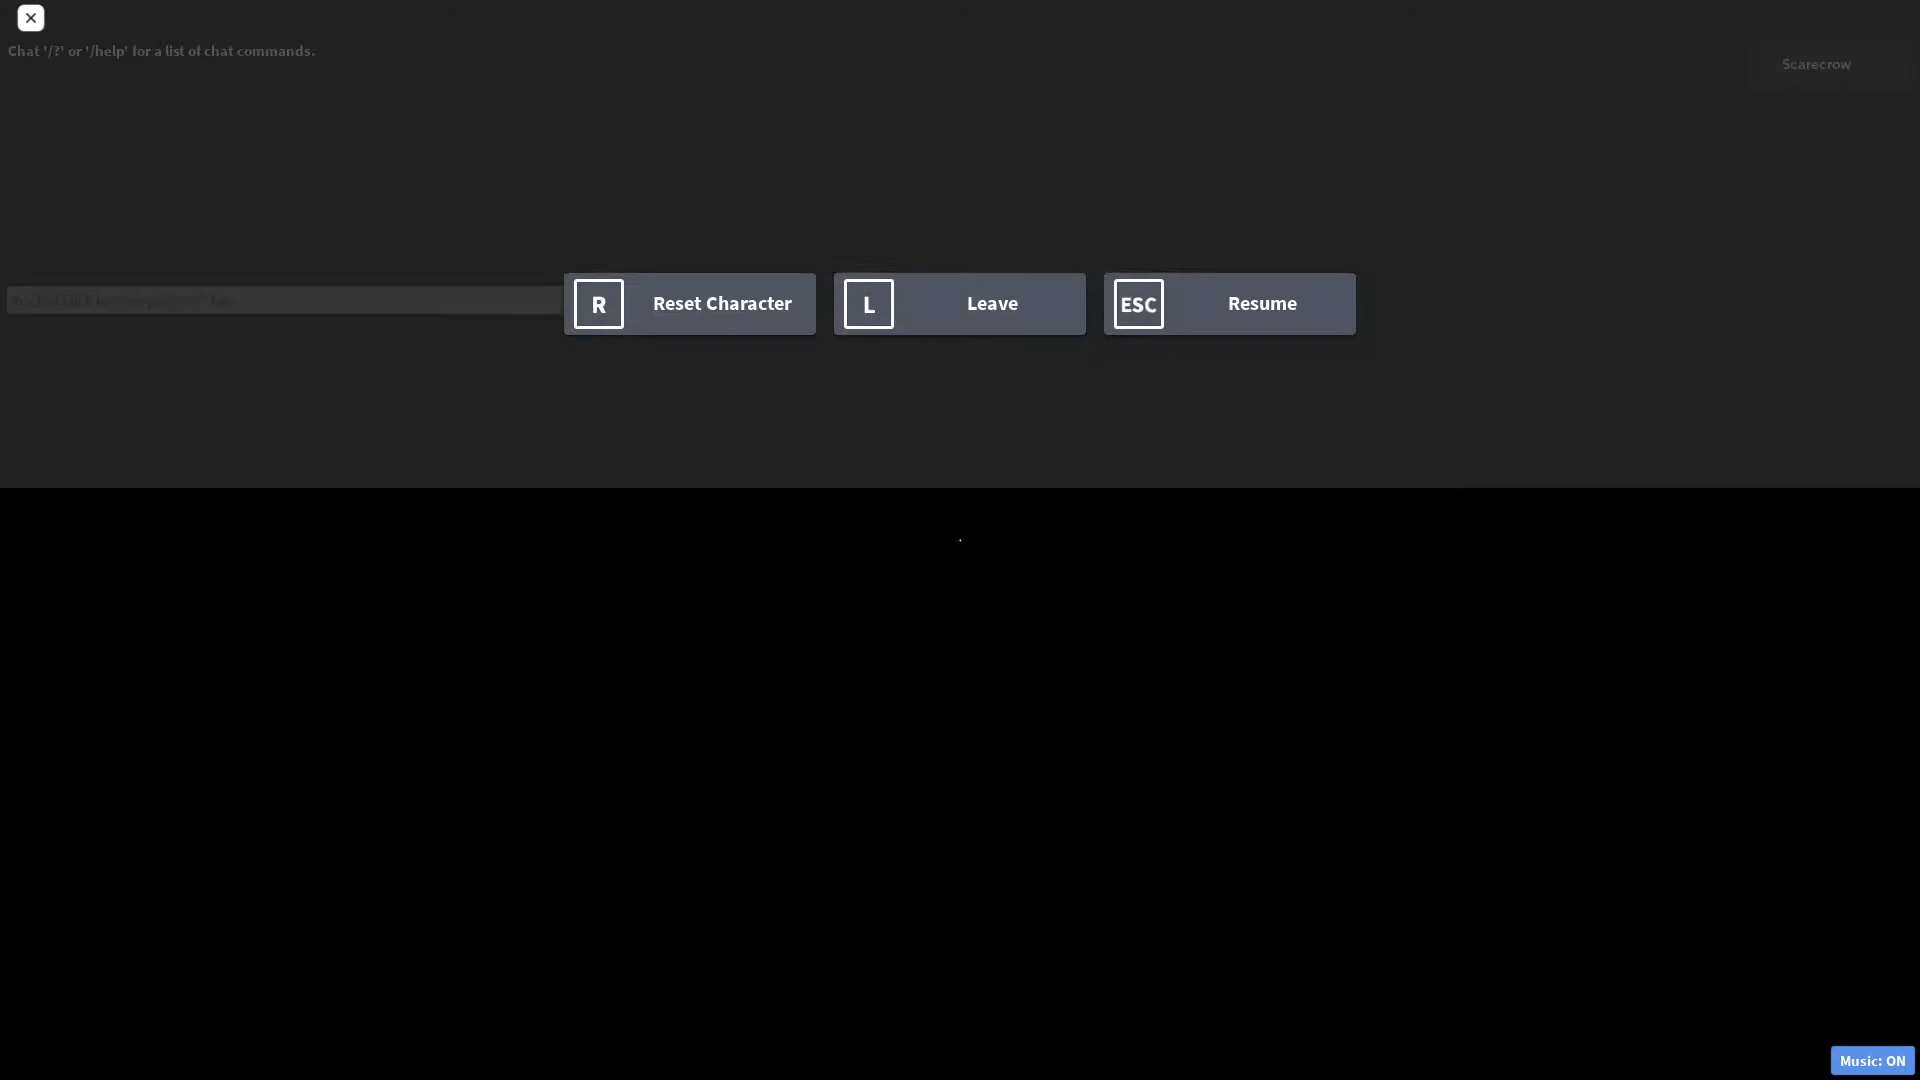 Chat '/?' or '/help' for a list of chat commands.
Scarecrow
R Reset Character
L Leave
ESC Resume
Music: ON